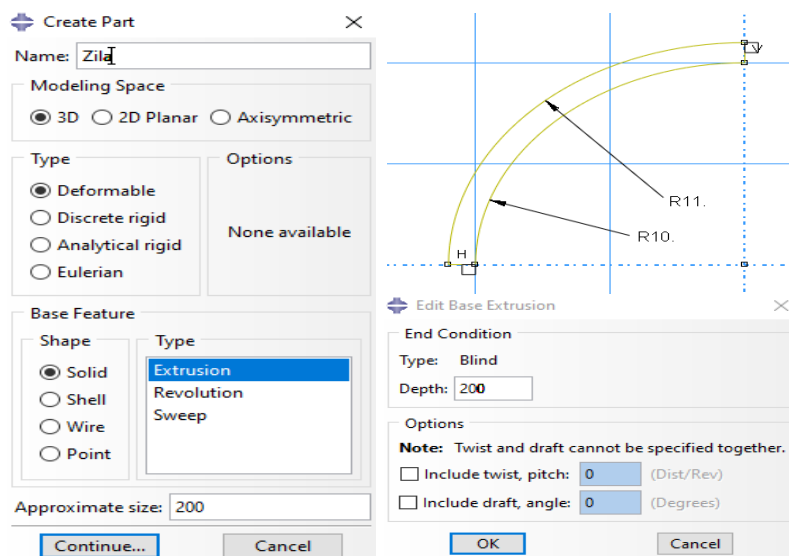 Create Part
Name: Zila
Modeling Space
3D 2D Planar Axisymmetric
Type
Deformable
Discrete rigid
Analytical rigid
Eulerian
Options
None available
Base Feature
Shape
Solid
Shell
Wire
Point
Type
Extrusion
Revolution
Sweep
Approximate size: 200
Continue... Cancel
V
R11.
R10.
H
Edit Base Extrusion
End Condition
Type: Blind
Depth: 200
Options
Note: Twist and draft cannot be specified together.
Include twist, pitch: 0 (Dist/Rev)
Include draft, angle: 0 (Degrees)
OK Cancel